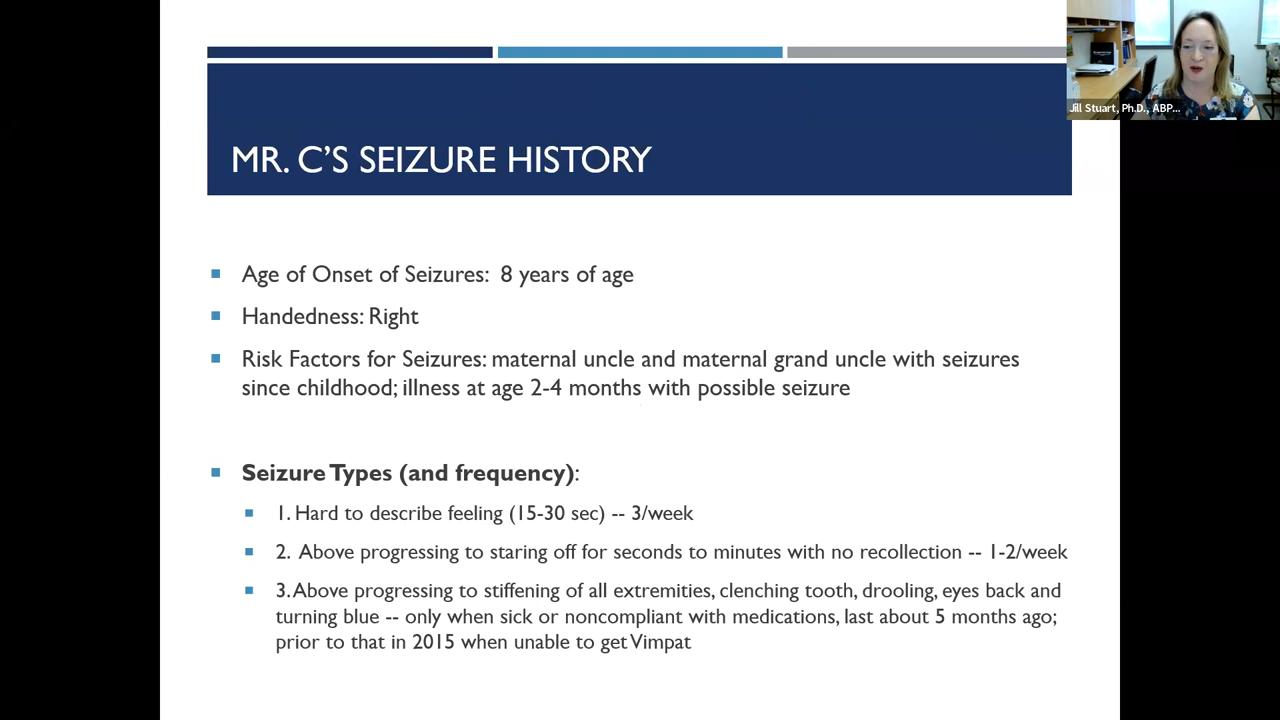 Jill Stuart, Ph.D., ABP...
MR. C'S SEIZURE HISTORY
Age of Onset of Seizures: 8 years of age
Handedness: Right
Risk Factors for Seizures: maternal uncle and maternal grand uncle with seizures
since childhood; illness at age 2-4 months with possible seizure
Seizure Types (and frequency):
1. Hard to describe feeling (15-30 sec) -- 3/week
2. Above progressing to staring off for seconds to minutes with no recollection -- 1-2/week
3. Above progressing to stiffening of all extremities, clenching tooth, drooling, eyes back and
turning blue -- only when sick or noncompliant with medications, last about 5 months ago;
prior to that in 2015 when unable to get Vimpat